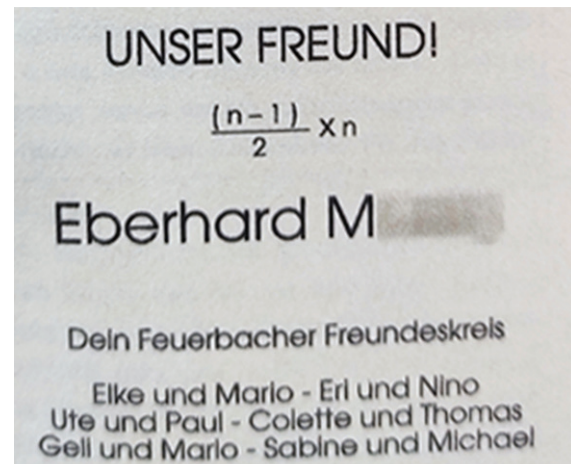 UNSER FREUND!
(n-1)
2
x n
Eberhard M
Dein Feuerbacher Freundeskreis
Elke und Mario - Eri und Nino
Ute und Paul - Colette und Thomas
Geli und Mario - Sabine und Michael